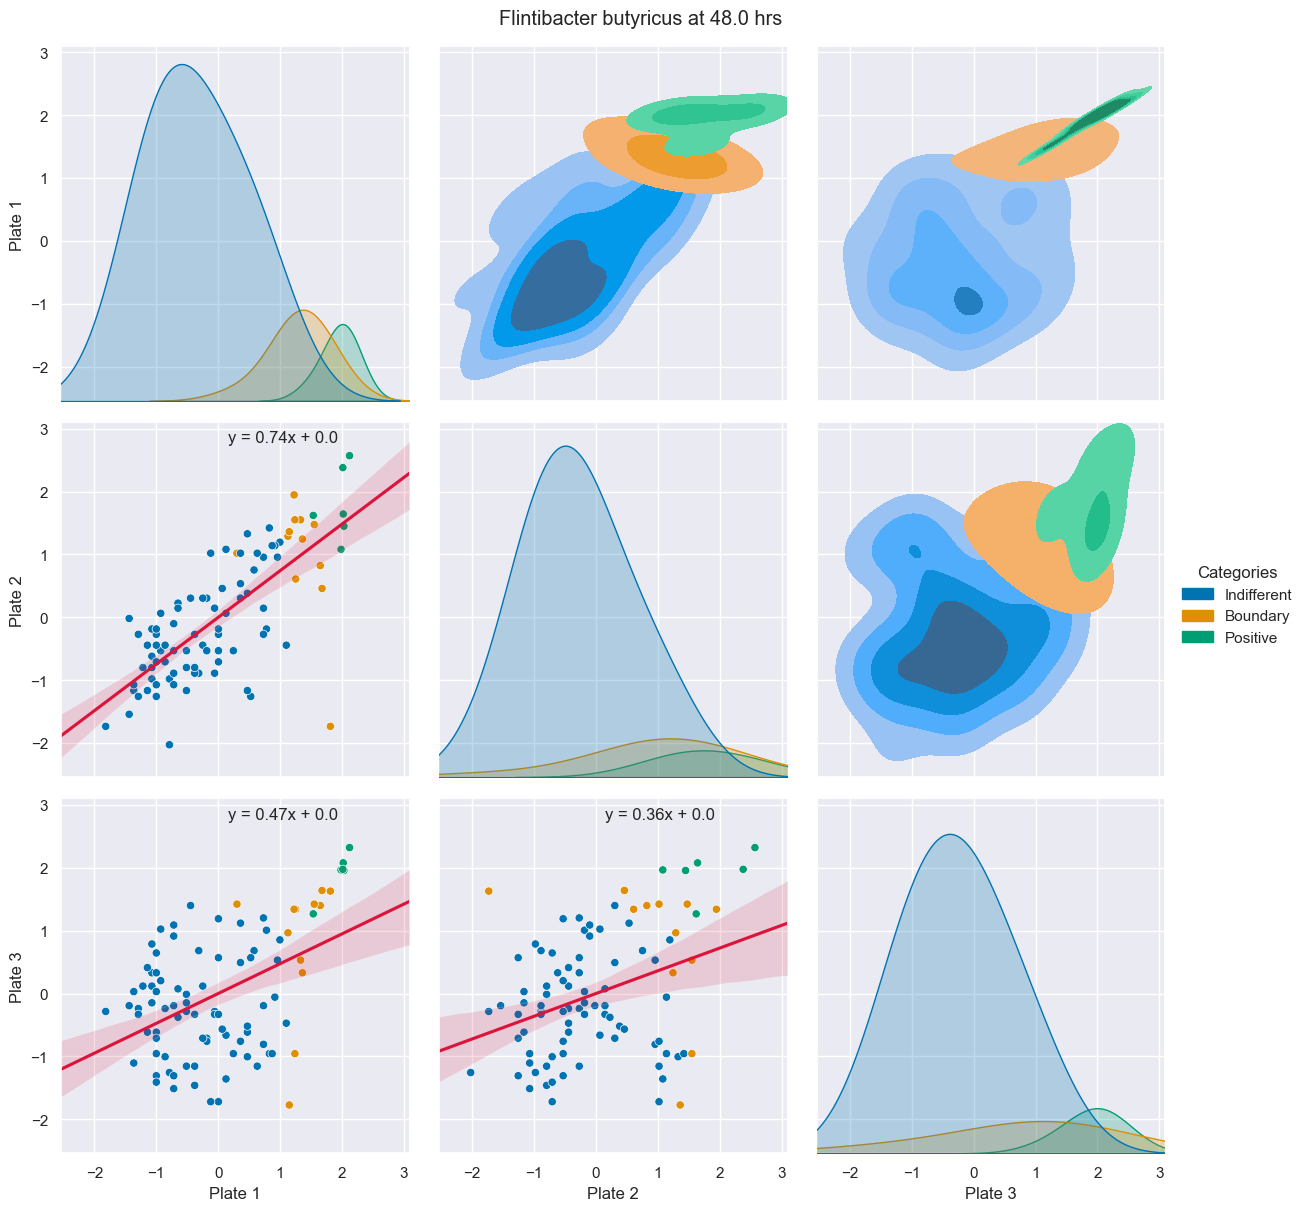 Flintibacter butyricus at 48.0 hrs
3
2
1
0
−1
−2
Plate 1
y = 0.74x + 0.0
3
2
1
0
−1
−2
Plate 2
Categories
Indifferent
Boundary
Positive
y = 0.47x + 0.0
y = 0.36x + 0.0
3
2
1
0
−1
−2
Plate 3
−2 −1 0 1 2 3
−2 −1 0 1 2 3
−2 −1 0 1 2 3
Plate 1
Plate 2
Plate 3